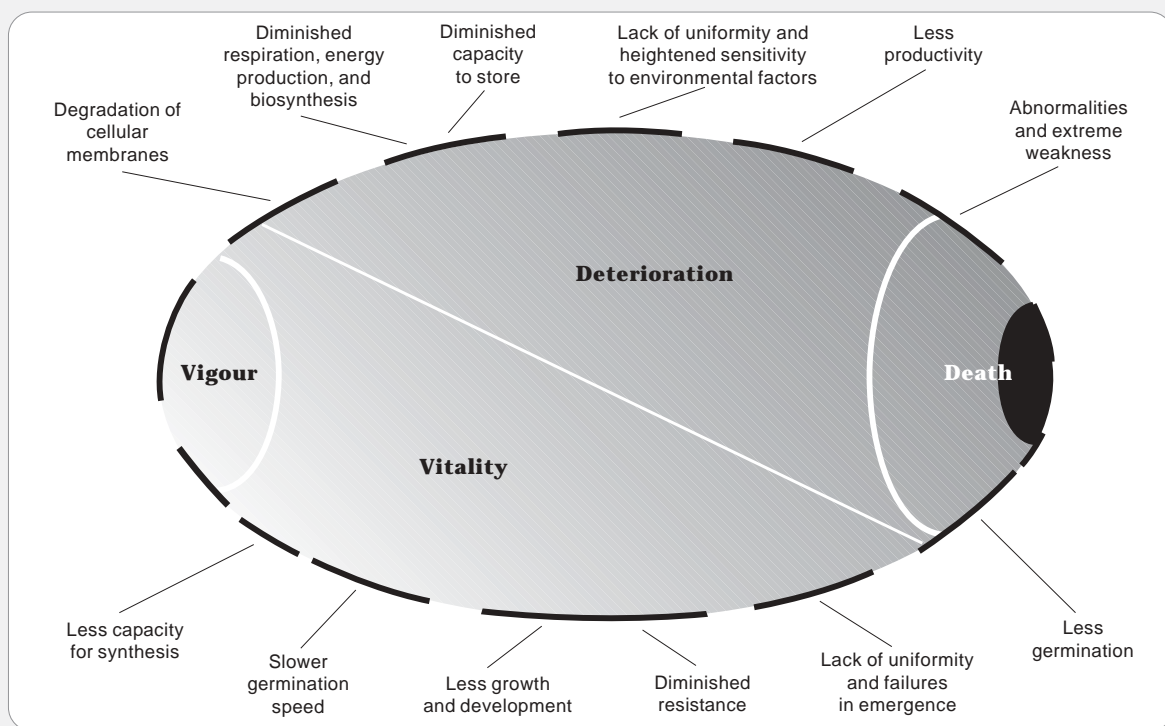 Diminished
respiration, energy
production, and
biosynthesis
Diminished
capacity
to store
Lack of uniformity and
heightened sensitivity
to environmental factors
Less
productivity
Degradation of
cellular
membranes
Abnormalities
and extreme
weakness
Deterioration
Vigour
Death
Vitality
Less capacity
for synthesis
Slower
germination
speed
Less growth
and development
Diminished
resistance
Lack of uniformity
and failures
in emergence
Less
germination